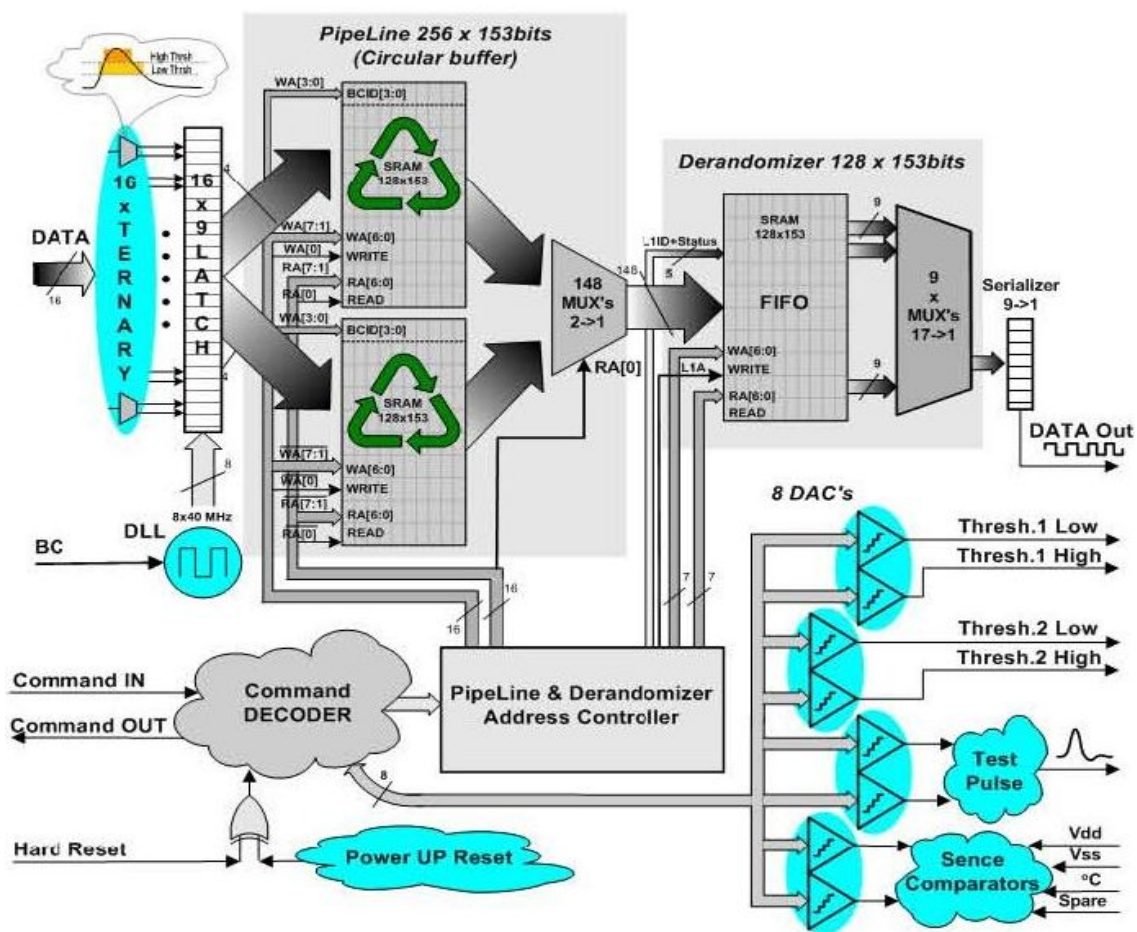 PipeLine 256 x 153bits
(Circular buffer)
High Thrsh
Low Thrsh
WA[3:0]
BCID[3:0]
SRAM
128x153
4
WA[7:1]
WA[6:0]
WA[0]
WRITE
RA[7:1]
RA[6:0]
RA[0]
READ
WA[3:0]
BCID[3:0]
SRAM
128x153
4
WA[7:1]
WA[6:0]
WA[0]
WRITE
RA[7:1]
RA[6:0]
RA[0]
READ
DATA
16
16 x TERNARY
16 x 9 LATCH
8
8x40 MHz
DLL
BC
148
MUX's
2->1
RA[0]
Derandomizer 128 x 153bits
L1ID+Status
148
5
SRAM
128x153
FIFO
WA[6:0]
L1A
WRITE
RA[6:0]
READ
9
9
9
x
MUX's
17->1
Serializer
9->1
DATA Out
16
16
7
7
Command IN
Command OUT
Command
DECODER
PipeLine & Derandomizer
Address Controller
8
Hard Reset
Power UP Reset
8 DAC's
Thresh.1 Low
Thresh.1 High
Thresh.2 Low
Thresh.2 High
Test
Pulse
Sence
Comparators
Vdd
Vss
ºC
Spare